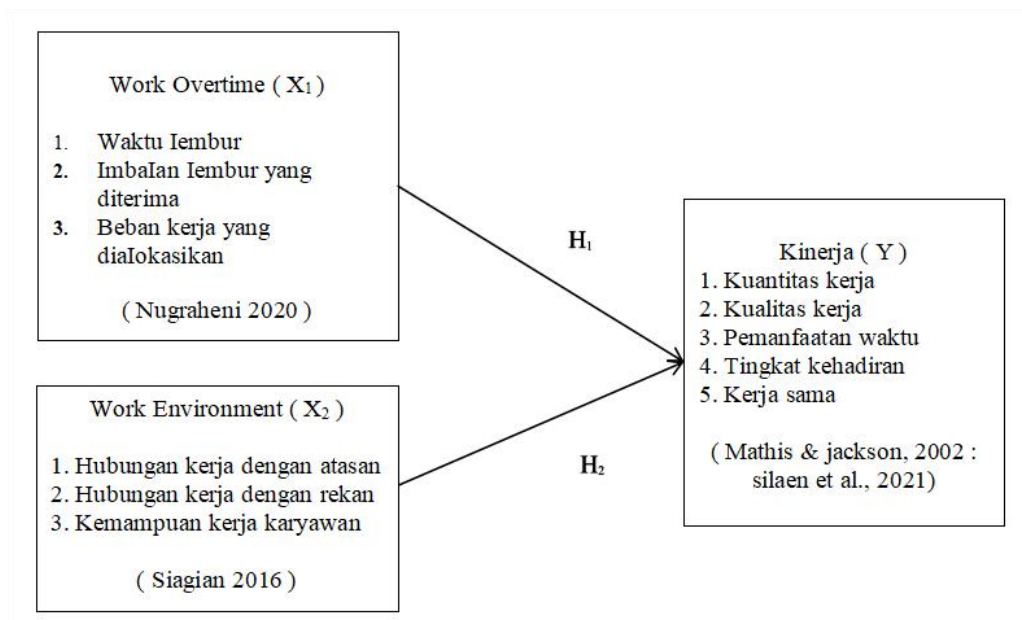 Work Overtime ( X₁ )
1. Waktu Iembur
2. ImbaIan Iembur yang
diterima
3. Beban kerja yang
diaIokasikan
( Nugraheni 2020 )
H₁
Kinerja ( Y )
1. Kuantitas kerja
2. Kualitas kerja
3. Pemanfaatan waktu
4. Tingkat kehadiran
5. Kerja sama
( Mathis & jackson, 2002 :
silaen et al., 2021)
Work Environment ( X₂ )
1. Hubungan kerja dengan atasan
2. Hubungan kerja dengan rekan
3. Kemampuan kerja karyawan
( Siagian 2016 )
H₂